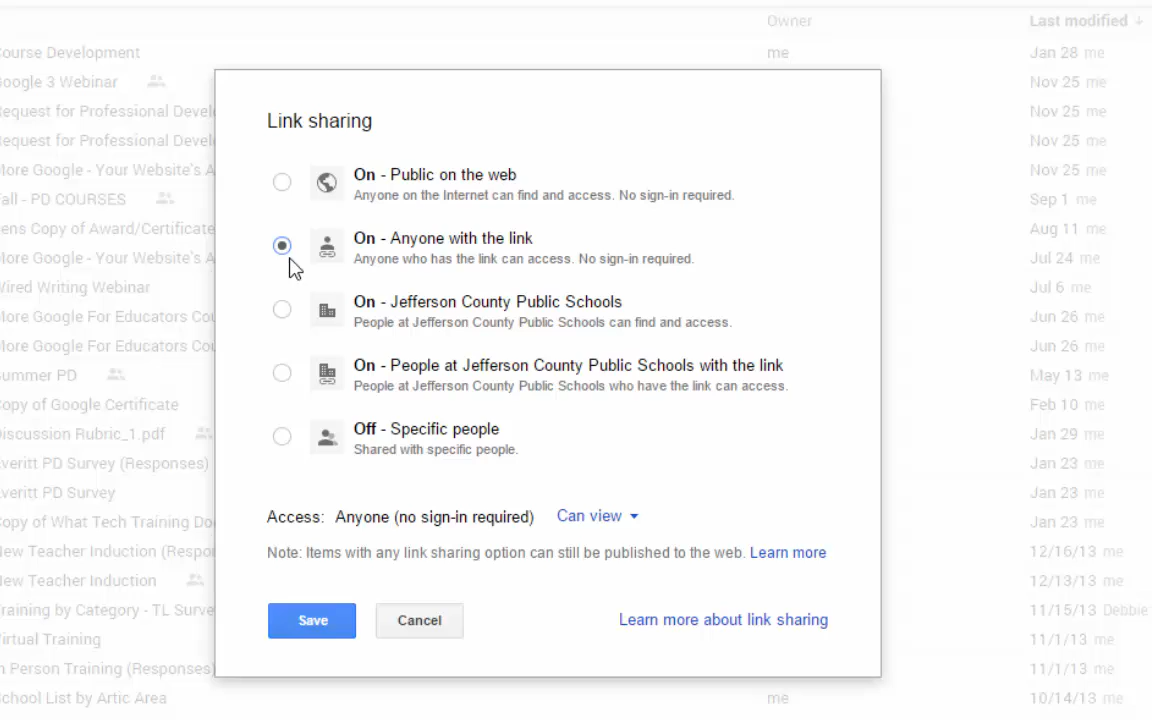 Owner Last modified
ourse Development me Jan 28 me
oogle 3 Webinar Nov 25 me
equest for Professional Devel Nov 25 me
equest for Professional Devel Nov 25 me
ore Google - Your Website's A Nov 25 me
all - PD COURSES Sep 1 me
ens Copy of Award/Certificate Aug 11 me
ore Google - Your Website's A Jul 24 me
ired Writing Webinar Jul 6 me
ore Google For Educators Cou Jun 26 me
ore Google For Educators Cou Jun 26 me
ummer PD May 13 me
opy of Google Certificate Feb 10 me
iscussion Rubric_1.pdf Jan 29 me
veritt PD Survey (Responses) Jan 23 me
veritt PD Survey Jan 23 me
opy of What Tech Training Do Jan 23 me
ew Teacher Induction (Respo 12/16/13 me
ew Teacher Induction 12/13/13 me
raining by Category - TL Surve 11/15/13 Debbie
irtual Training 11/1/13 me
n Person Training (Responses) 11/1/13 me
chool List by Artic Area me 10/14/13 me
Link sharing
On - Public on the web
Anyone on the Internet can find and access. No sign-in required.
On - Anyone with the link
Anyone who has the link can access. No sign-in required.
On - Jefferson County Public Schools
People at Jefferson County Public Schools can find and access.
On - People at Jefferson County Public Schools with the link
People at Jefferson County Public Schools who have the link can access.
Off - Specific people
Shared with specific people.
Access: Anyone (no sign-in required) Can view
Note: Items with any link sharing option can still be published to the web. Learn more
Save Cancel Learn more about link sharing